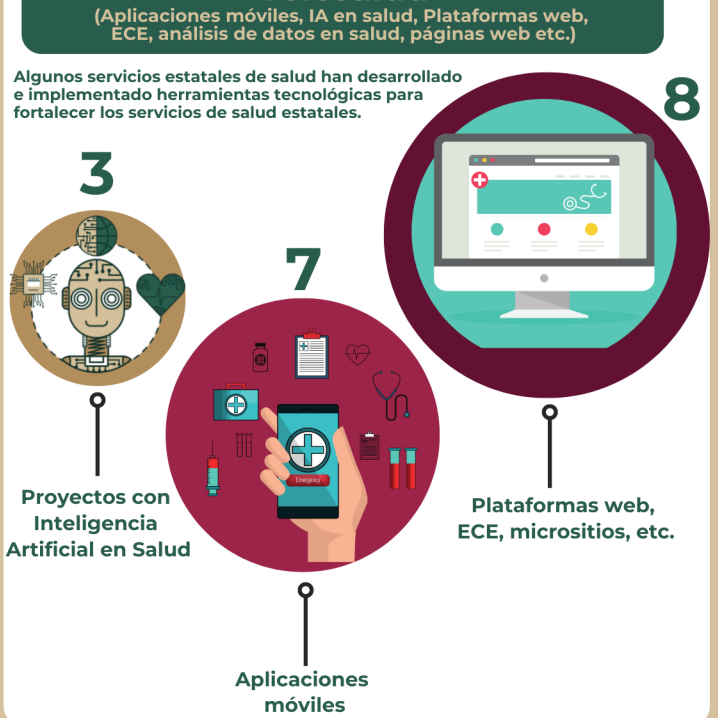 (Aplicaciones móviles, IA en salud, Plataformas web,
ECE, análisis de datos en salud, páginas web etc.)
Algunos servicios estatales de salud han desarrollado
e implementado herramientas tecnológicas para
fortalecer los servicios de salud estatales.
8
3
7
Emergency
Proyectos con
Inteligencia
Artificial en Salud
Plataformas web,
ECE, micrositios, etc.
Aplicaciones
móviles